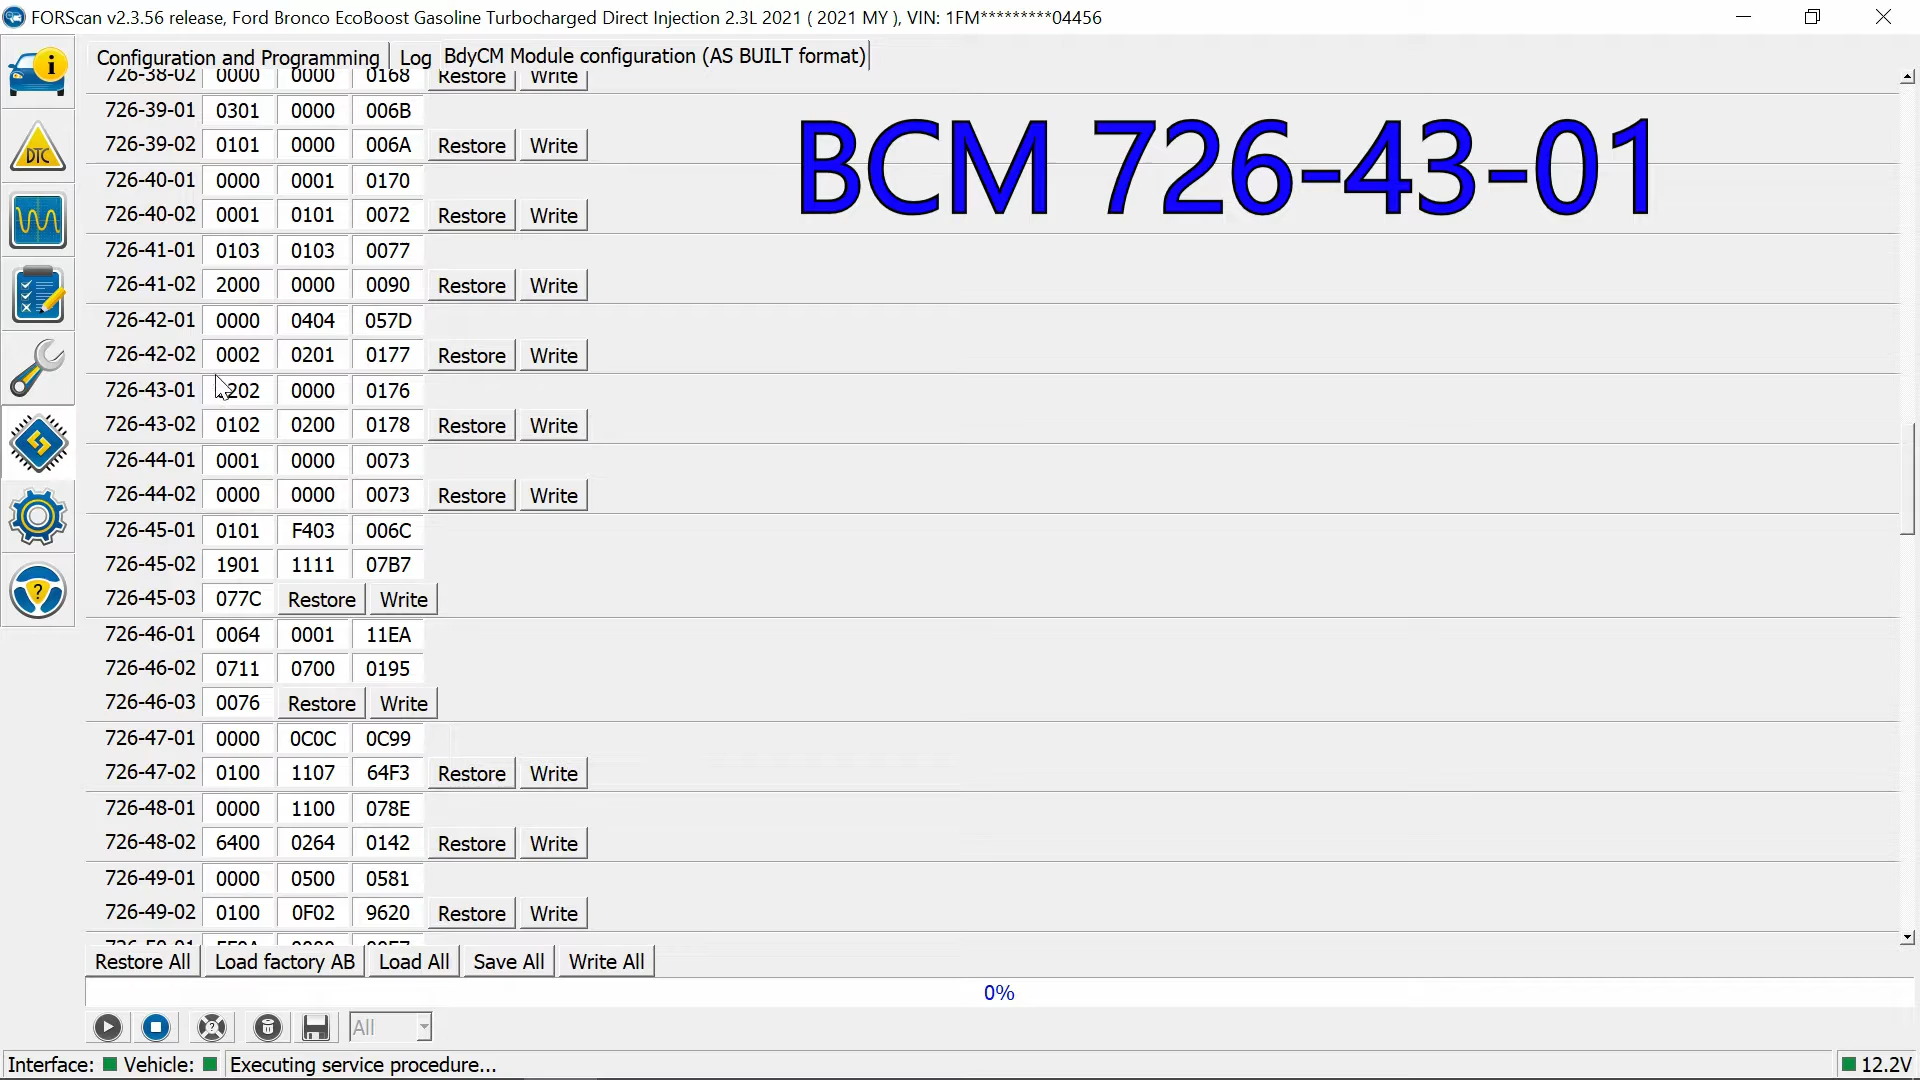 FORScan v2.3.56 release, Ford Bronco EcoBoost Gasoline Turbocharged Direct Injection 2.3L 2021 ( 2021 MY ), VIN: 1FM*********04456
Configuration and Programming Log BdyCM Module configuration (AS BUILT format)
BCM 726-43-01
i
DTC
?
726-38-02 0000 0000 0168 Restore Write
726-39-01 0301 0000 006B
726-39-02 0101 0000 006A Restore Write
726-40-01 0000 0001 0170
726-40-02 0001 0101 0072 Restore Write
726-41-01 0103 0103 0077
726-41-02 2000 0000 0090 Restore Write
726-42-01 0000 0404 057D
726-42-02 0002 0201 0177 Restore Write
726-43-01 202 0000 0176
726-43-02 0102 0200 0178 Restore Write
726-44-01 0001 0000 0073
726-44-02 0000 0000 0073 Restore Write
726-45-01 0101 F403 006C
726-45-02 1901 1111 07B7
726-45-03 077C Restore Write
726-46-01 0064 0001 11EA
726-46-02 0711 0700 0195
726-46-03 0076 Restore Write
726-47-01 0000 0C0C 0C99
726-47-02 0100 1107 64F3 Restore Write
726-48-01 0000 1100 078E
726-48-02 6400 0264 0142 Restore Write
726-49-01 0000 0500 0581
726-49-02 0100 0F02 9620 Restore Write
Restore All Load factory AB Load All Save All Write All
0%
All
Interface: Vehicle: Executing service procedure... 12.2V